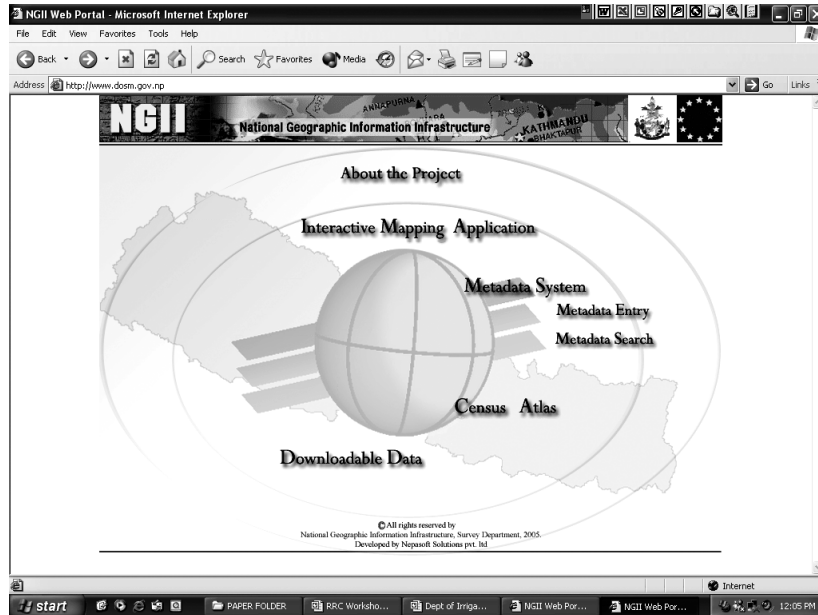 NGII Web Portal - Microsoft Internet Explorer
File Edit View Favorites Tools Help
Back Search Favorites Media
Address http://www.dosm.gov.np Go Links
NGII
National Geographic Information Infrastructure
ANNAPURNA
KATHMANDU
BHAKTAPUR
About the Project
Interactive Mapping Application
Metadata System
Metadata Entry
Metadata Search
Census Atlas
Downloadable Data
© All rights reserved by
National Geographic Information Infrastructure, Survey Department, 2005.
Developed by Nepasoft Solutions pvt. ltd
Internet
start PAPER FOLDER RRC Worksho... Dept of Irriga... NGII Web Por... NGII Web Por... 12:05 PM